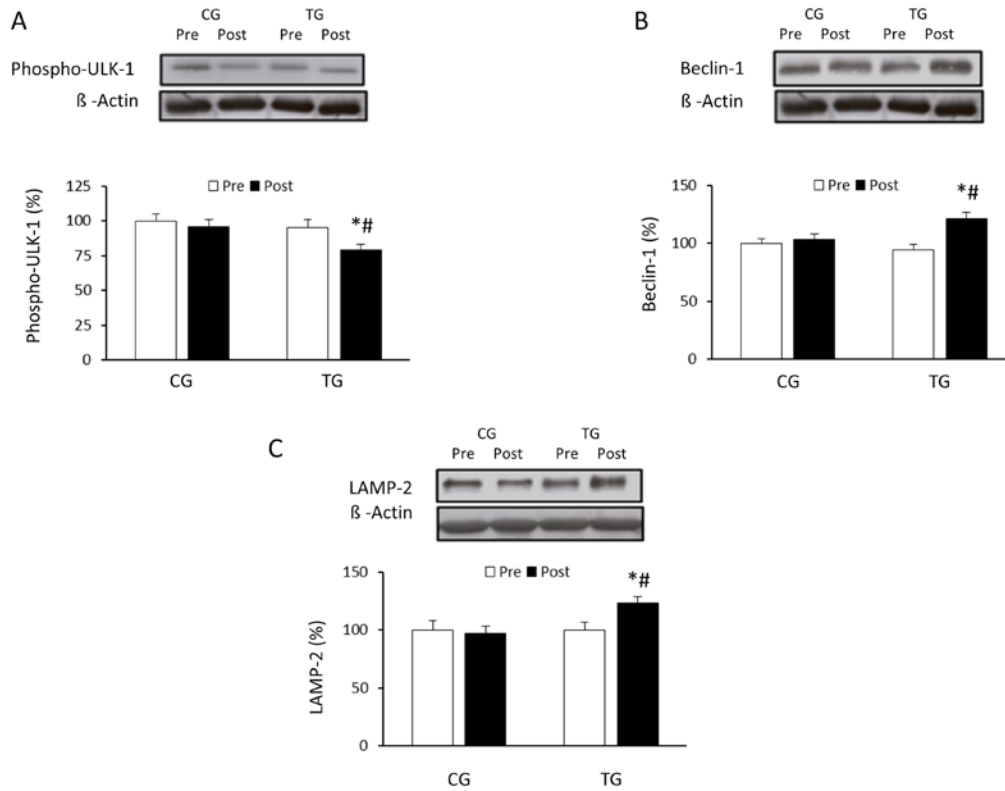 A
CG TG
Pre Post Pre Post
Phospho-ULK-1
ß -Actin
Pre Post
Phospho-ULK-1 (%)
125
100
75
50
25
0
*#
CG TG
B
CG TG
Pre Post Pre Post
Beclin-1
ß -Actin
Pre Post
Beclin-1 (%)
150
100
50
0
*#
CG TG
C
CG TG
Pre Post Pre Post
LAMP-2
ß -Actin
Pre Post
LAMP-2 (%)
150
100
50
0
*#
CG TG